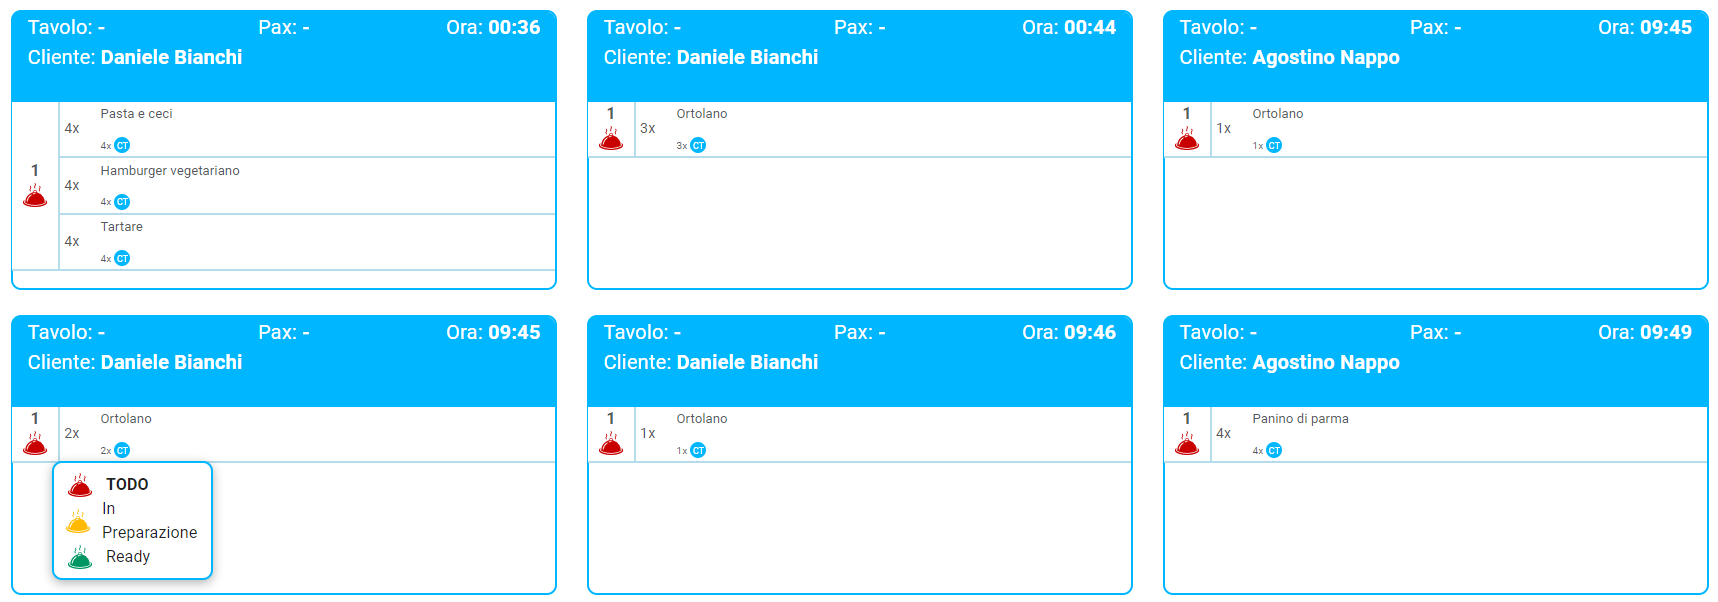 Tavolo: - Pax: - Ora: 00:36
Cliente: Daniele Bianchi
1
4x Pasta e ceci
4x CT
4x Hamburger vegetariano
4x CT
4x Tartare
4x CT
Tavolo: - Pax: - Ora: 00:44
Cliente: Daniele Bianchi
1
3x Ortolano
3x CT
Tavolo: - Pax: - Ora: 09:45
Cliente: Agostino Nappo
1
1x Ortolano
1x CT
Tavolo: - Pax: - Ora: 09:45
Cliente: Daniele Bianchi
1
2x Ortolano
2x CT
TODO
In
Preparazione
Ready
Tavolo: - Pax: - Ora: 09:46
Cliente: Daniele Bianchi
1
1x Ortolano
1x CT
Tavolo: - Pax: - Ora: 09:49
Cliente: Agostino Nappo
1
4x Panino di parma
4x CT